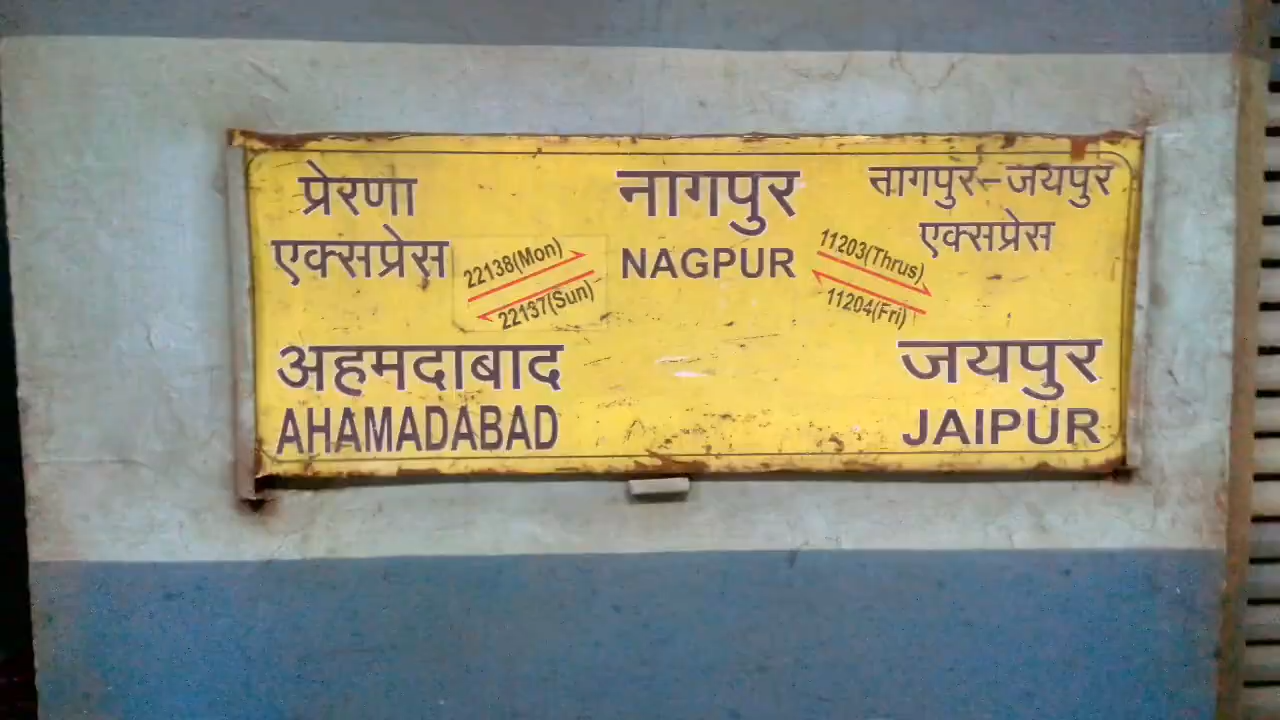 प्रेरणा
एक्सप्रेस
22138(Mon)
22137(Sun)
अहमदाबाद
AHAMADABAD
नागपुर
NAGPUR
नागपुर-जयपुर
एक्सप्रेस
11203(Thrus)
11204(Fri)
जयपुर
JAIPUR